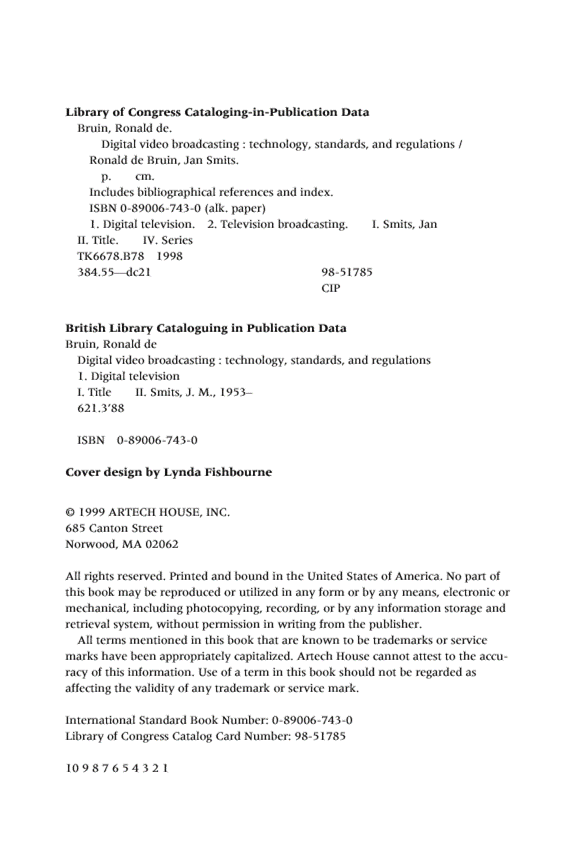 Library of Congress Cataloging-in-Publication Data
Bruin, Ronald de.
Digital video broadcasting : technology, standards, and regulations /
Ronald de Bruin, Jan Smits.
p. cm.
Includes bibliographical references and index.
ISBN 0-89006-743-0 (alk. paper)
1. Digital television. 2. Television broadcasting. I. Smits, Jan
II. Title. IV. Series
TK6678.B78 1998
384.55—dc21 98-51785
CIP
British Library Cataloguing in Publication Data
Bruin, Ronald de
Digital video broadcasting : technology, standards, and regulations
1. Digital television
I. Title II. Smits, J. M., 1953–
621.3’88
ISBN 0-89006-743-0
Cover design by Lynda Fishbourne
© 1999 ARTECH HOUSE, INC.
685 Canton Street
Norwood, MA 02062
All rights reserved. Printed and bound in the United States of America. No part of
this book may be reproduced or utilized in any form or by any means, electronic or
mechanical, including photocopying, recording, or by any information storage and
retrieval system, without permission in writing from the publisher.
All terms mentioned in this book that are known to be trademarks or service
marks have been appropriately capitalized. Artech House cannot attest to the accu-
racy of this information. Use of a term in this book should not be regarded as
affecting the validity of any trademark or service mark.
International Standard Book Number: 0-89006-743-0
Library of Congress Catalog Card Number: 98-51785
10 9 8 7 6 5 4 3 2 1